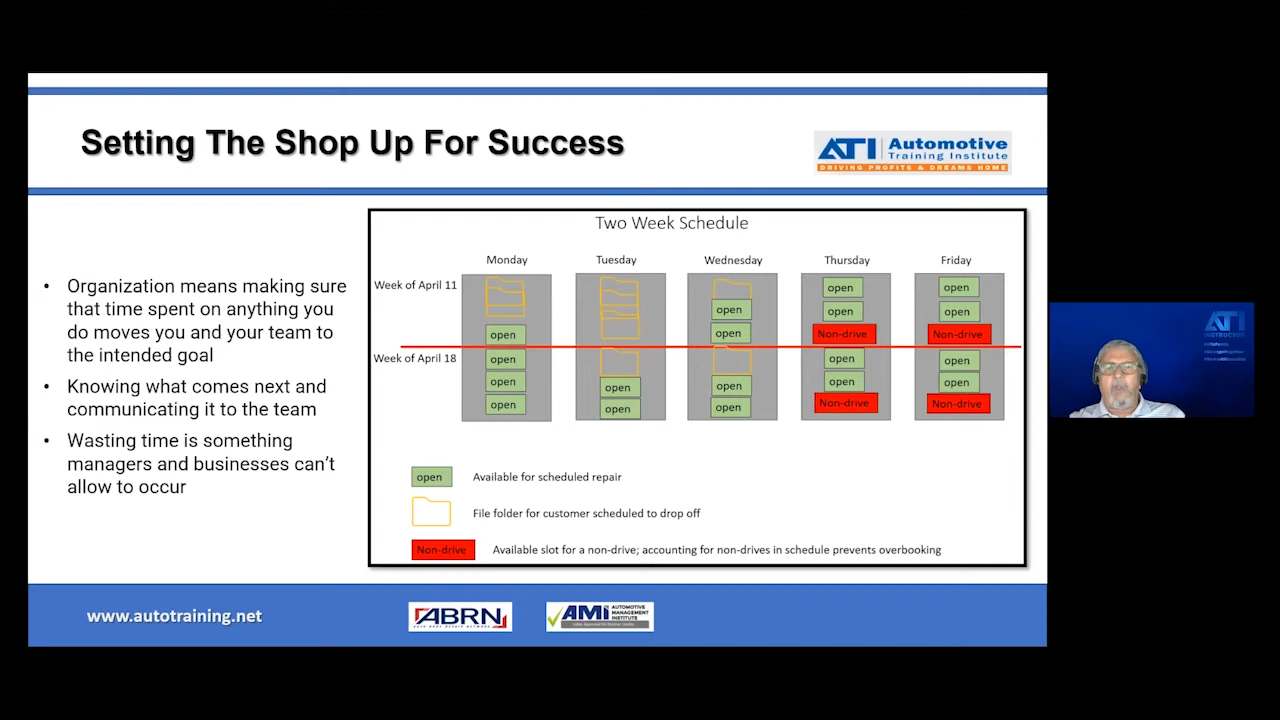 Setting The Shop Up For Success
ATI Automotive
Training Institute
DRIVING PROFITS & DREAMS HOME
• Organization means making sure
that time spent on anything you
do moves you and your team to
the intended goal
• Knowing what comes next and
communicating it to the team
• Wasting time is something
managers and businesses can't
allow to occur
Two Week Schedule
Monday Tuesday Wednesday Thursday Friday
Week of April 11
open open
open open open
open open Non-drive Non-drive
Week of April 18
open open open
open open open open open
open open open Non-drive Non-drive
open Available for scheduled repair
File folder for customer scheduled to drop off
Non-drive Available slot for a non-drive; accounting for non-drives in schedule prevents overbooking
www.autotraining.net
ABRN
AUTO BODY REPAIR NETWORK
AMi AUTOMOTIVE
MANAGEMENT
INSTITUTE
ATI
INSTRUCTOR